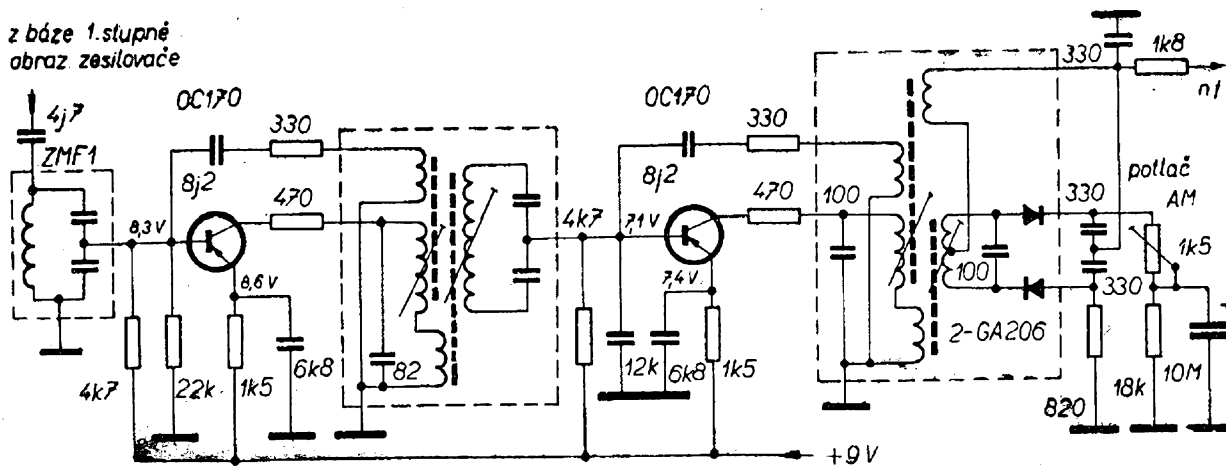 z báze 1. stupně
obraz zesilovače
4j7
ZMF1
8,3 V
4k7
22k
OC170
8j2
330
470
8,6 V
1k5
6k8
82
4k7
7,1 V
OC170
8j2
330
470
7,4 V
12k
6k8
1k5
100
330
1k8
nf
potlač
AM
330
1k5
100
330
2-GA206
820
18k
10M
+9V